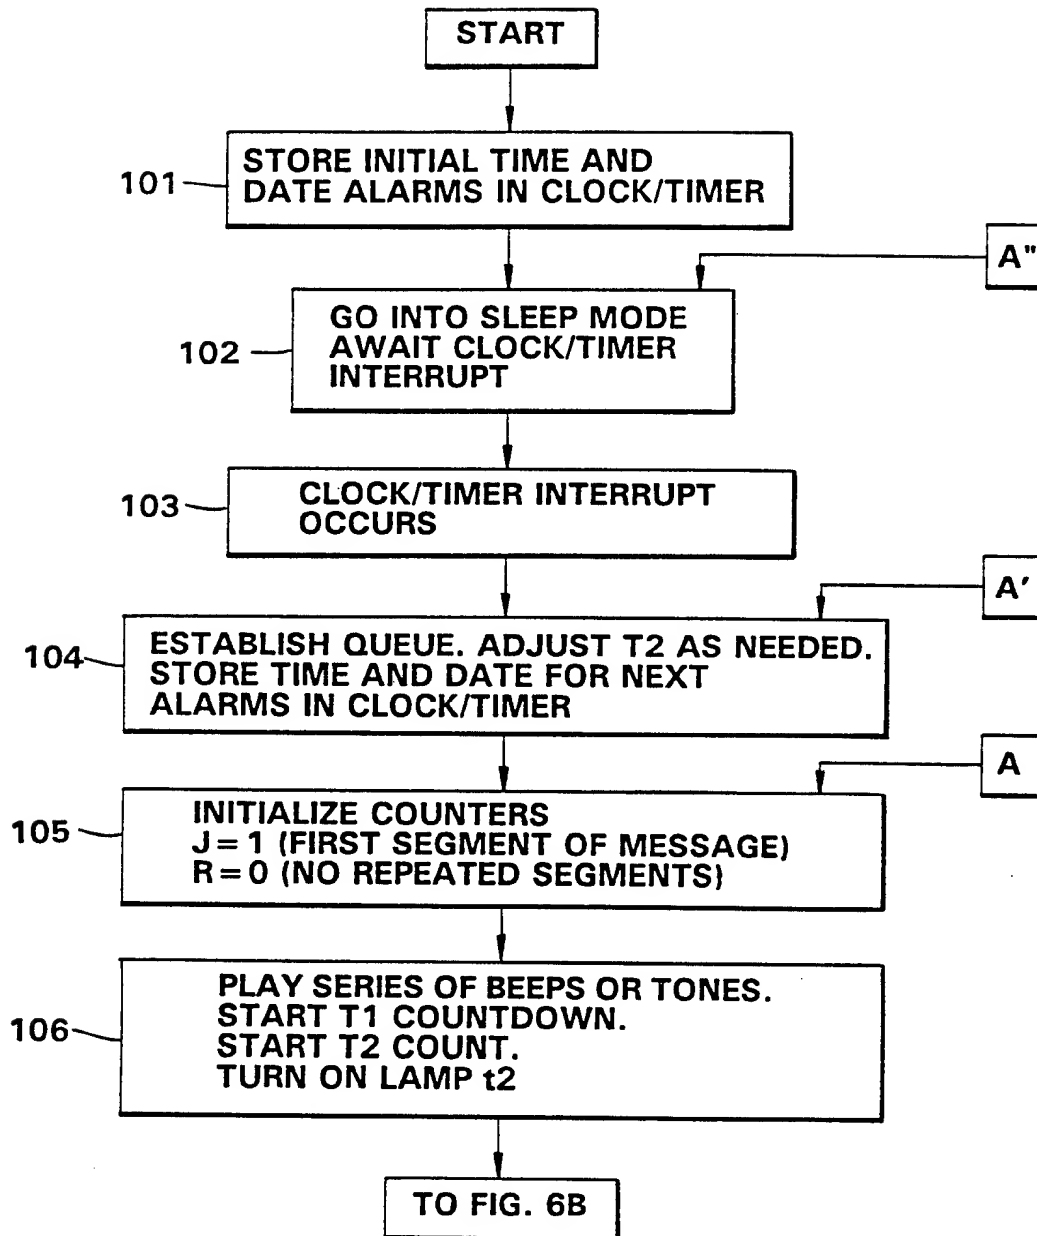 START
101
STORE INITIAL TIME AND
DATE ALARMS IN CLOCK/TIMER
A"
102
GO INTO SLEEP MODE
AWAIT CLOCK/TIMER
INTERRUPT
103
CLOCK/TIMER INTERRUPT
OCCURS
A'
104
ESTABLISH QUEUE. ADJUST T2 AS NEEDED.
STORE TIME AND DATE FOR NEXT
ALARMS IN CLOCK/TIMER
A
105
INITIALIZE COUNTERS
J=1 (FIRST SEGMENT OF MESSAGE)
R=0 (NO REPEATED SEGMENTS)
106
PLAY SERIES OF BEEPS OR TONES.
START T1 COUNTDOWN.
START T2 COUNT.
TURN ON LAMP t2
TO FIG. 6B